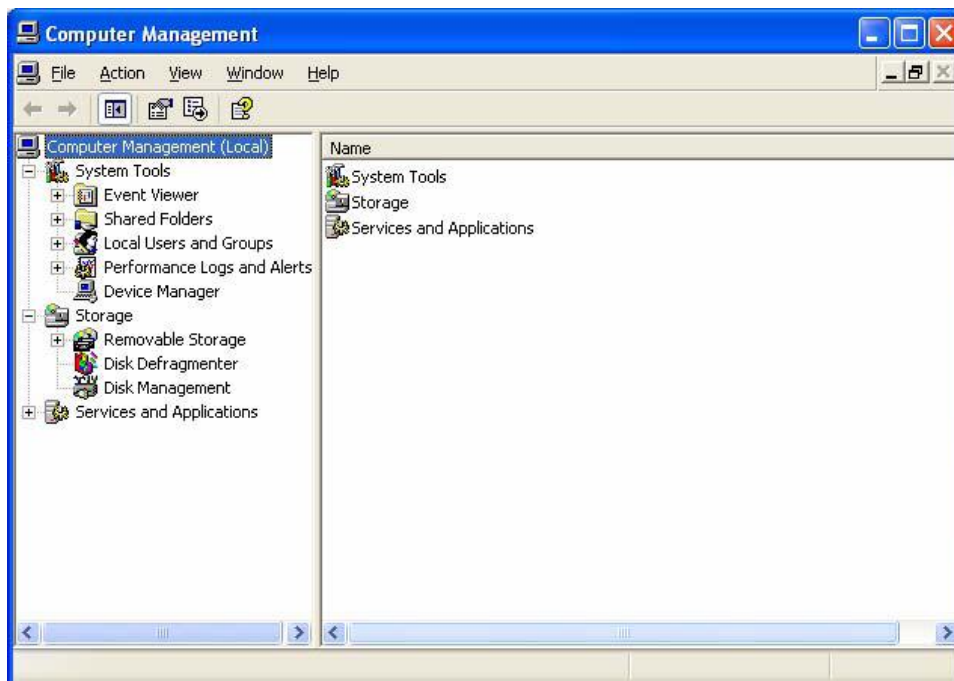 Computer Management
File Action View Window Help
Computer Management (Local)
System Tools
Event Viewer
Shared Folders
Local Users and Groups
Performance Logs and Alerts
Device Manager
Storage
Removable Storage
Disk Defragmenter
Disk Management
Services and Applications
Name
System Tools
Storage
Services and Applications